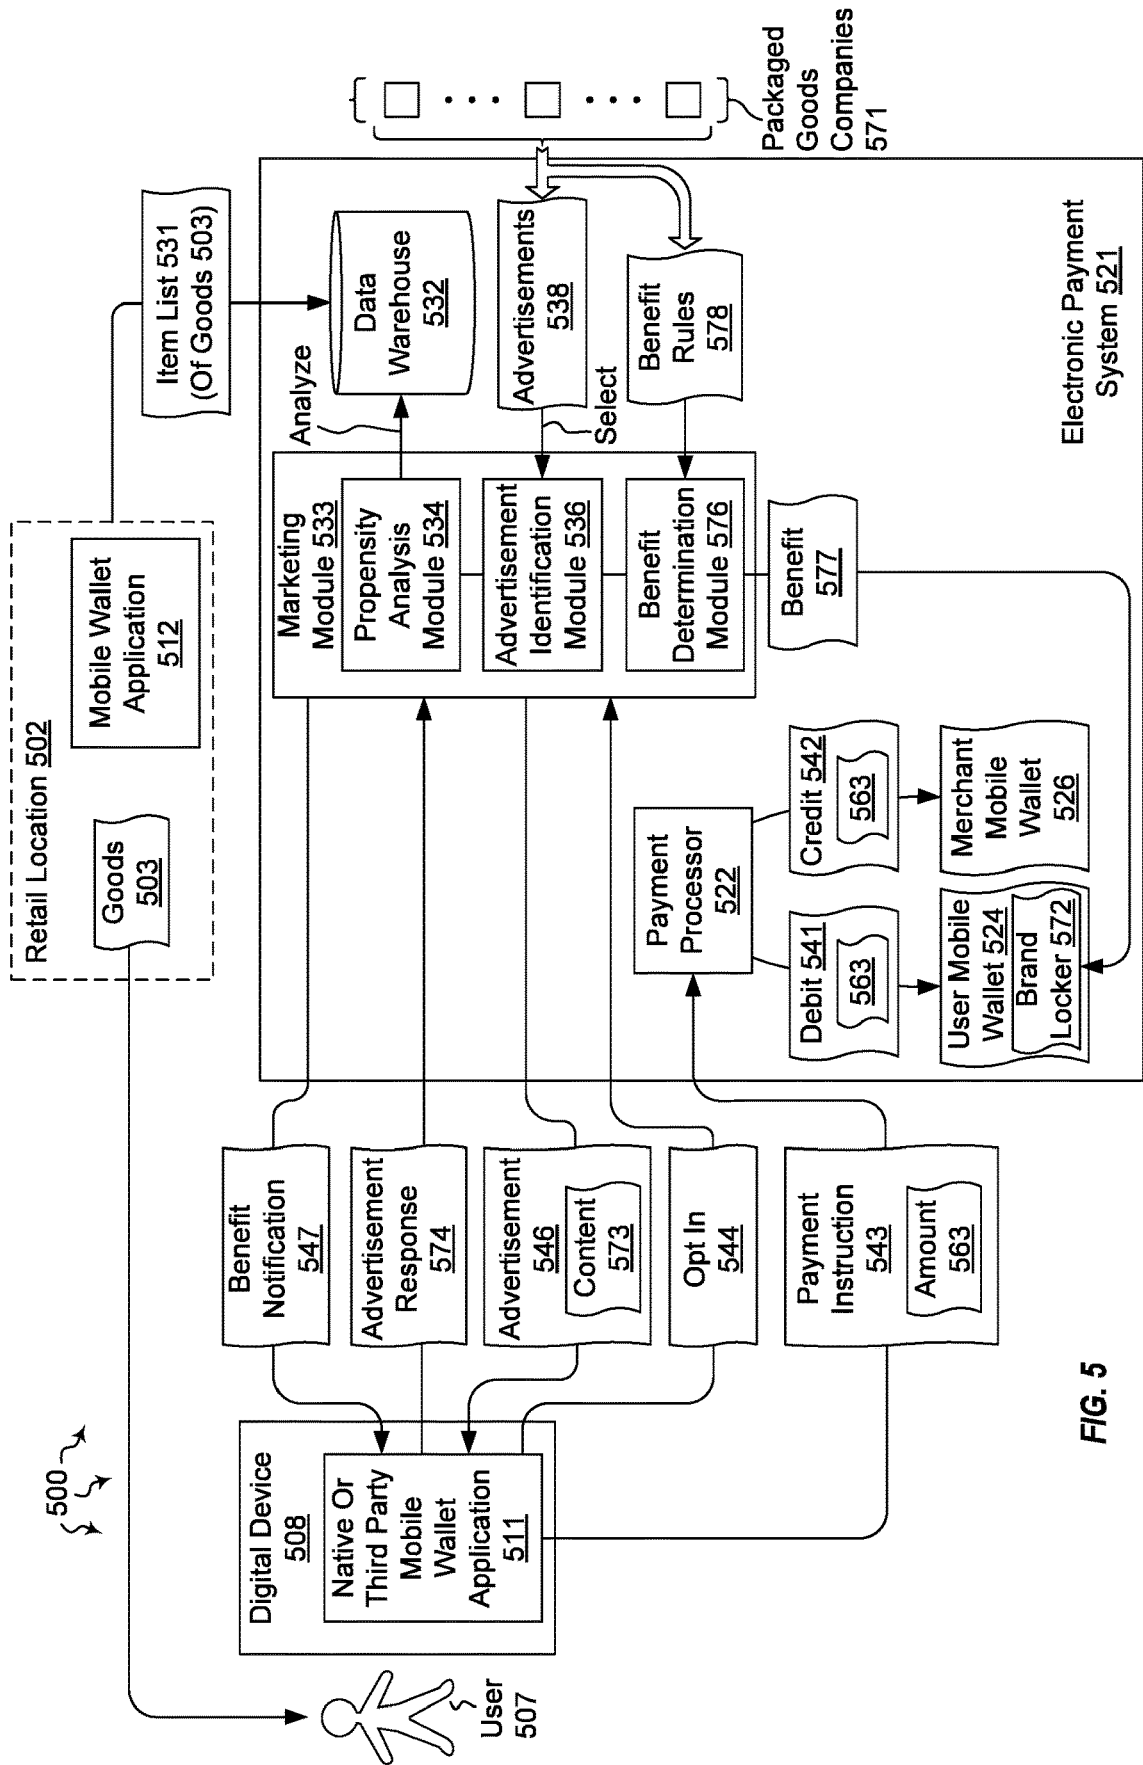 500
Retail Location 502
Goods
503
Mobile Wallet
Application
512
Item List 531
(Of Goods 503)
User
507
Digital Device
508
Native Or
Third Party
Mobile
Wallet
Application
511
Benefit
Notification
547
Advertisement
Response
574
Advertisement
546
Content
573
Opt In
544
Payment
Instruction
543
Amount
563
Marketing
Module 533
Propensity
Analysis
Module 534
Advertisement
Identification
Module 536
Benefit
Determination
Module 576
Analyze
Data
Warehouse
532
Advertisements
538
Select
Benefit
Rules
578
Benefit
577
Payment
Processor
522
Debit 541
563
Credit 542
563
User Mobile
Wallet 524
Brand
Locker 572
Merchant
Mobile
Wallet
526
Electronic Payment
System 521
Packaged
Goods
Companies
571
FIG. 5